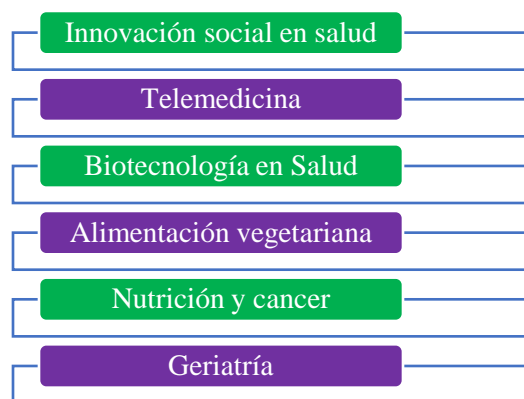 Innovación social en salud
Telemedicina
Biotecnología en Salud
Alimentación vegetariana
Nutrición y cancer
Geriatría